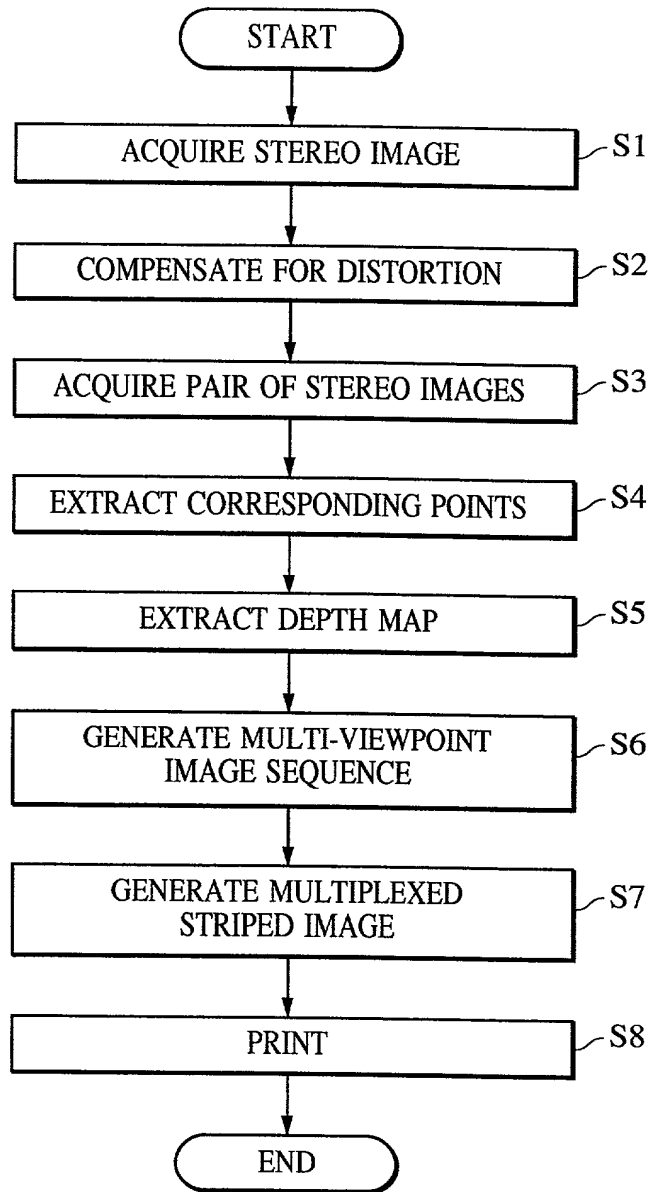 START
ACQUIRE STEREO IMAGE S1
COMPENSATE FOR DISTORTION S2
ACQUIRE PAIR OF STEREO IMAGES S3
EXTRACT CORRESPONDING POINTS S4
EXTRACT DEPTH MAP S5
GENERATE MULTI-VIEWPOINT
IMAGE SEQUENCE S6
GENERATE MULTIPLEXED
STRIPED IMAGE S7
PRINT S8
END